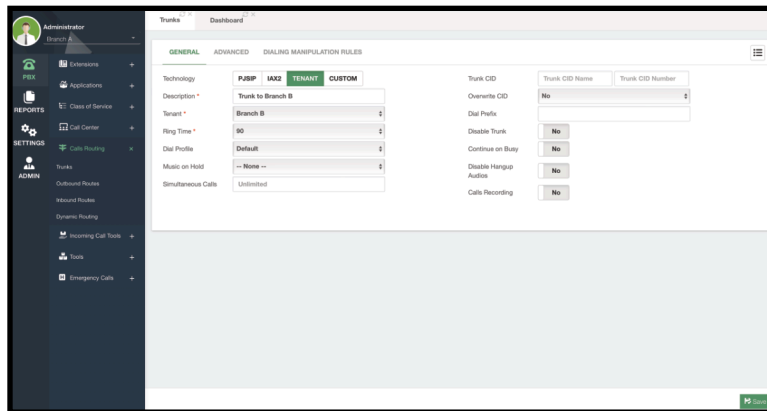 Administrator
Branch A
PBX
REPORTS
SETTINGS
ADMIN
Extensions +
Applications +
Class of Service +
Call Center +
Calls Routing ×
Trunks
Outbound Routes
Inbound Routes
Dynamic Routing
Incoming Call Tools +
Tools +
Emergency Calls +
Trunks ×
Dashboard ×
GENERAL ADVANCED DIALING MANIPULATION RULES
Technology PJSIP IAX2 TENANT CUSTOM
Description * Trunk to Branch B
Tenant * Branch B
Ring Time * 90
Dial Profile Default
Music on Hold -- None --
Simultaneous Calls Unlimited
Trunk CID Trunk CID Name Trunk CID Number
Overwrite CID No
Dial Prefix
Disable Trunk No
Continue on Busy No
Disable Hangup
Audios No
Calls Recording No
Save